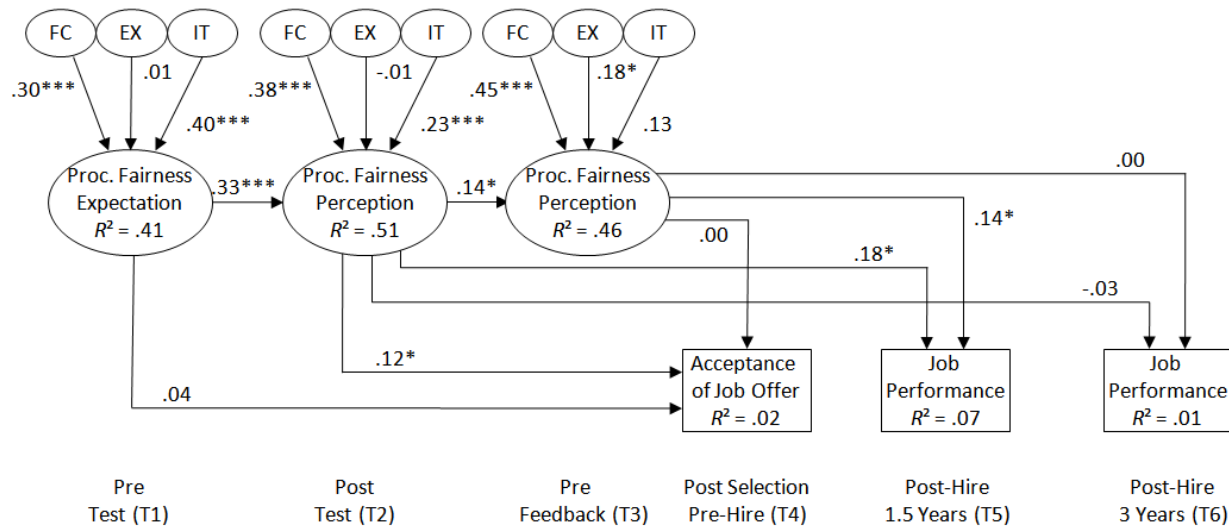 FC EX IT FC EX IT FC EX IT
.30*** .01 .40*** .38*** -.01 .23*** .45*** .18* .13
Proc. Fairness
Expectation
R² = .41
.33***
Proc. Fairness
Perception
R² = .51
.14*
Proc. Fairness
Perception
R² = .46
.00
.00
.14*
.18*
-.03
.12*
.04
Acceptance
of Job Offer
R² = .02
Job
Performance
R² = .07
Job
Performance
R² = .01
Pre
Test (T1)
Post
Test (T2)
Pre
Feedback (T3)
Post Selection
Pre-Hire (T4)
Post-Hire
1.5 Years (T5)
Post-Hire
3 Years (T6)